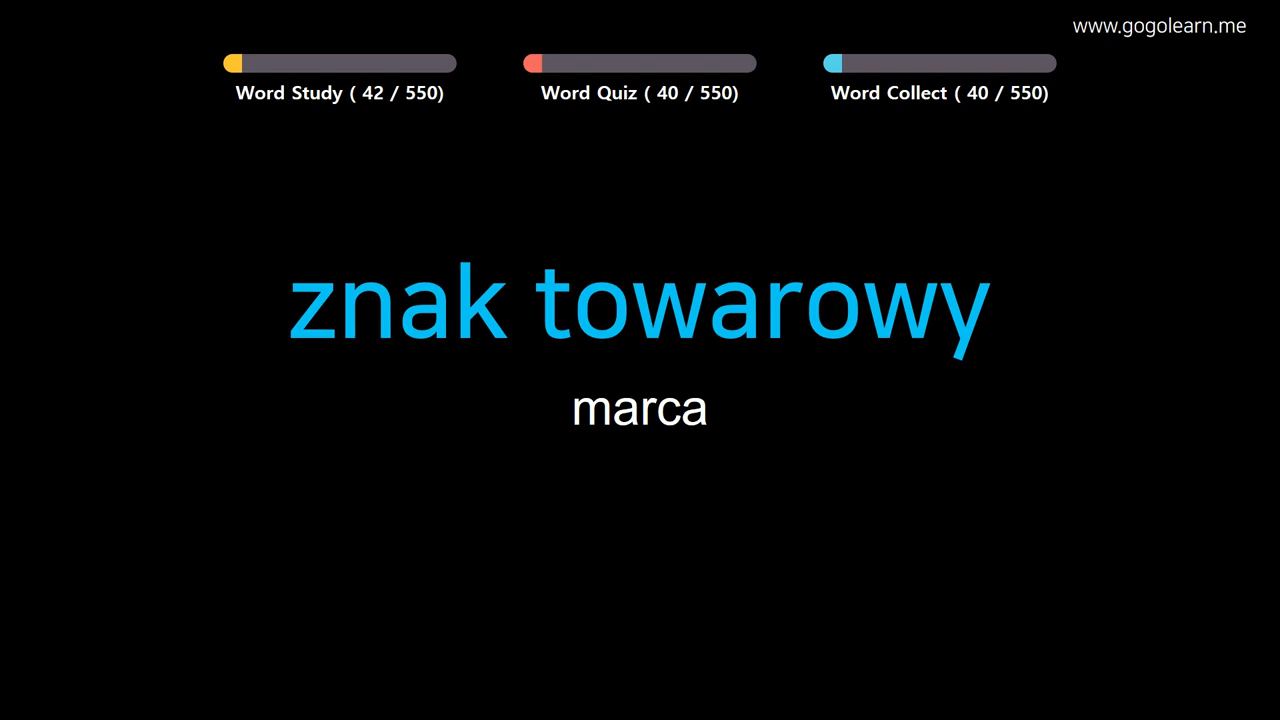 www.gogolearn.me
Word Study ( 42 / 550)
Word Quiz ( 40 / 550)
Word Collect ( 40 / 550)
znak towarowy
marca